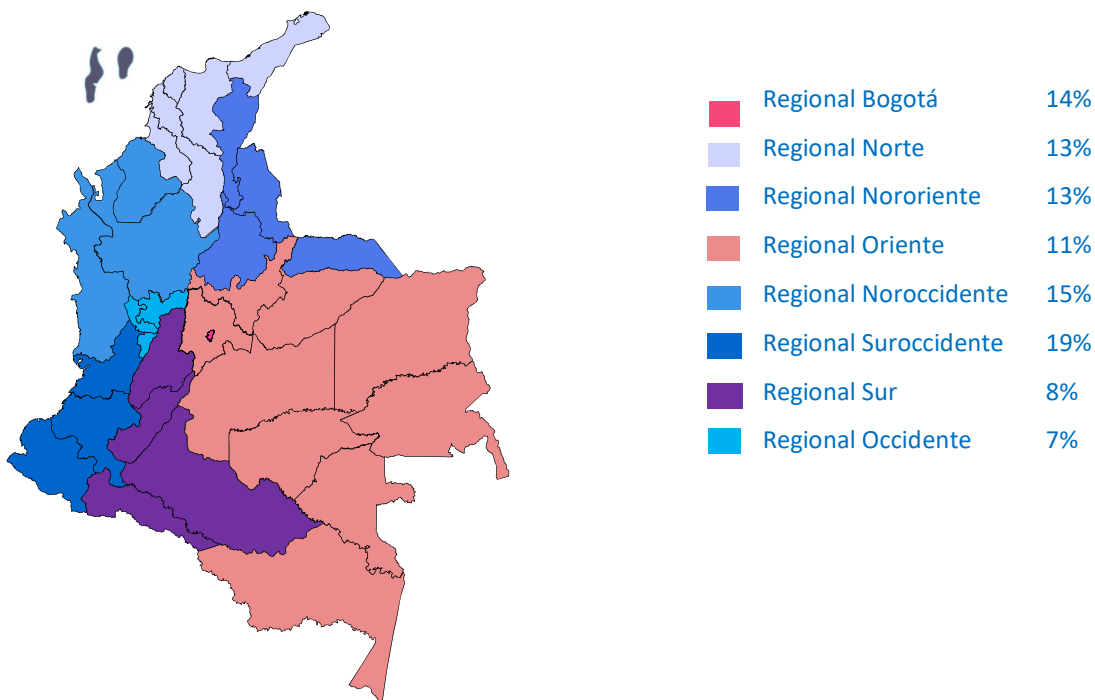 Regional Bogotá 14%
Regional Norte 13%
Regional Nororiente 13%
Regional Oriente 11%
Regional Noroccidente 15%
Regional Suroccidente 19%
Regional Sur 8%
Regional Occidente 7%